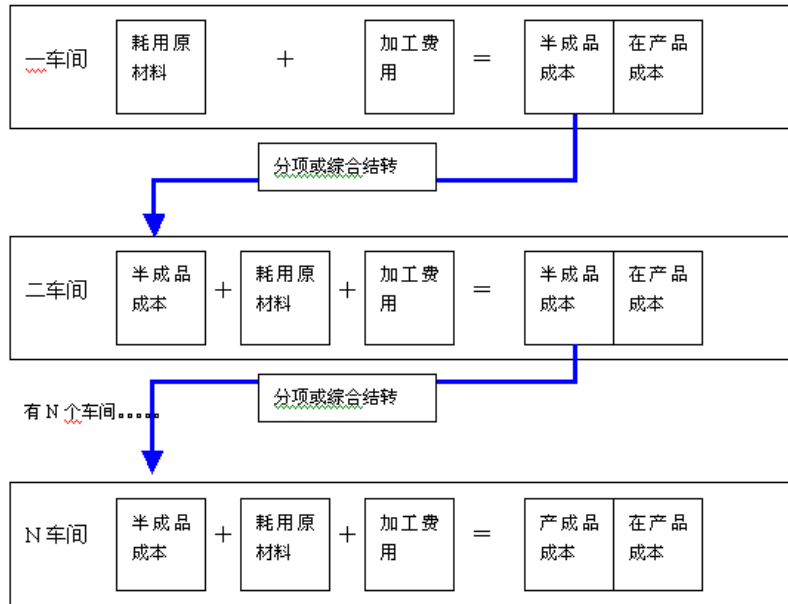 一车间 耗用原材料 + 加工费用 = 半成品成本 在产品成本
分项或综合结转
二车间 半成品成本 + 耗用原材料 + 加工费用 = 半成品成本 在产品成本
分项或综合结转
有N个车间。。。。。
N车间 半成品成本 + 耗用原材料 + 加工费用 = 产成品成本 在产品成本